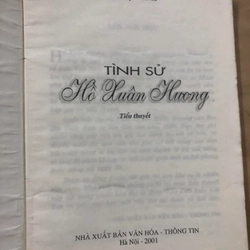 TÌNH SỬ
Hồ Xuân Hương
Tiểu thuyết
NHÀ XUẤT BẢN VĂN HÓA - THÔNG TIN
Hà Nội - 2001